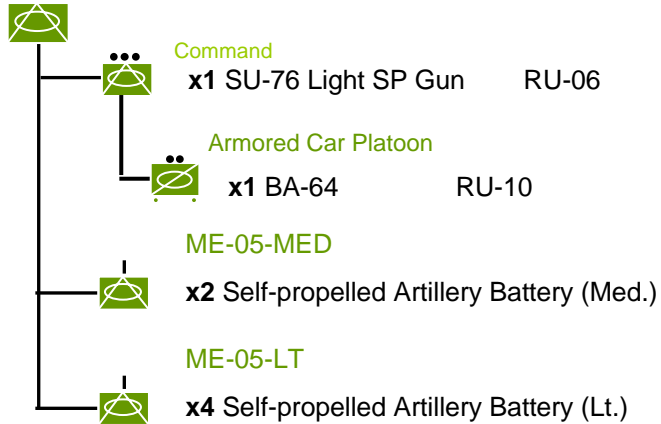 Command
x1 SU-76 Light SP Gun RU-06
Armored Car Platoon
x1 BA-64 RU-10
ME-05-MED
x2 Self-propelled Artillery Battery (Med.)
ME-05-LT
x4 Self-propelled Artillery Battery (Lt.)